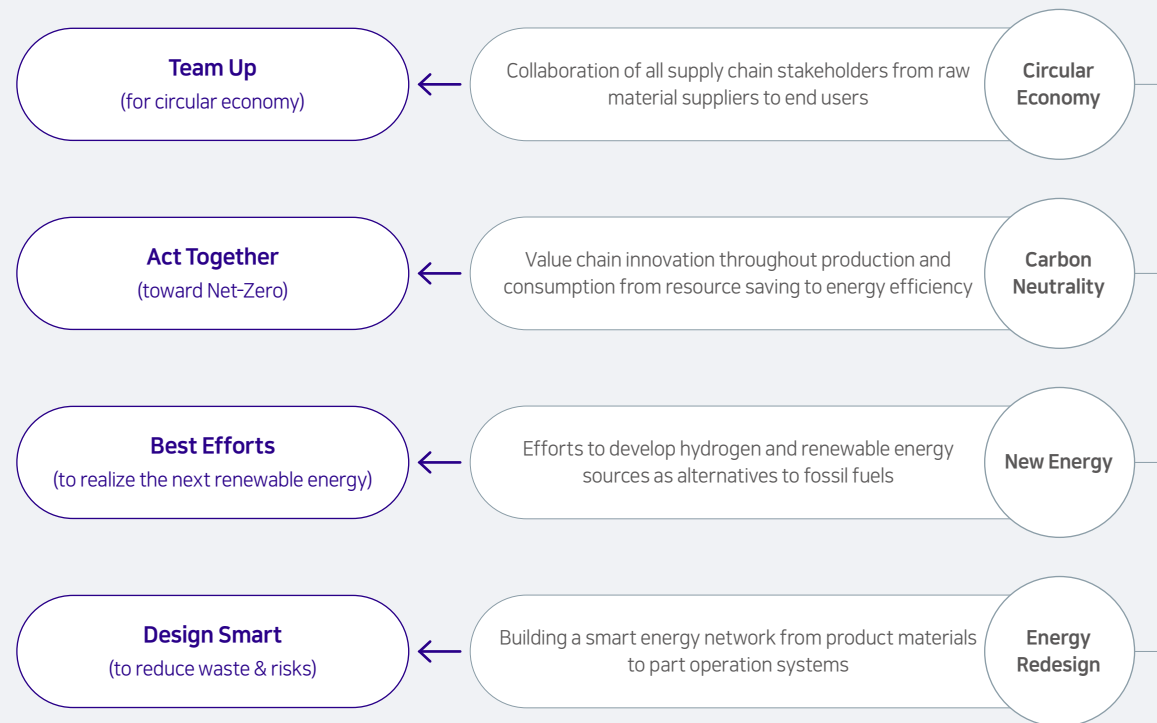 Team Up
(for circular economy)
Collaboration of all supply chain stakeholders from raw
material suppliers to end users
Circular
Economy
Act Together
(toward Net-Zero)
Value chain innovation throughout production and
consumption from resource saving to energy efficiency
Carbon
Neutrality
Best Efforts
(to realize the next renewable energy)
Efforts to develop hydrogen and renewable energy
sources as alternatives to fossil fuels
New Energy
Design Smart
(to reduce waste & risks)
Building a smart energy network from product materials
to part operation systems
Energy
Redesign